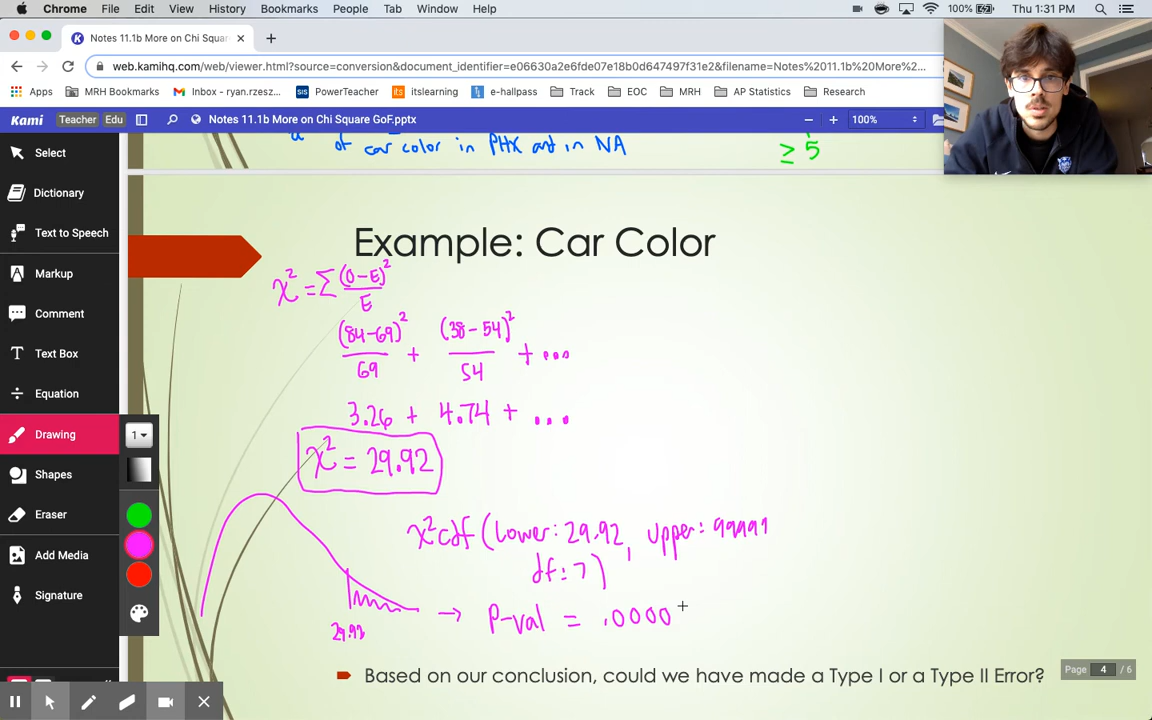 Chrome File Edit View History Bookmarks People Tab Window Help 100% Thu 1:31 PM
Notes 11.1b More on Chi Square
web.kamihq.com/web/viewer.html?source=conversion&document_identifier=e06630a2e6fde07e18b0d647497f31e2&filename=Notes%2011.1b%20More%2...
Apps MRH Bookmarks Inbox - ryan.rzesz... SIS PowerTeacher its itslearning e-hallpass Track EOC MRH AP Statistics Research
Kami Teacher Edu Notes 11.1b More on Chi Square GoF.pptx 100%
of car color in PHX and in NA ≥ 5
Select
Dictionary
Text to Speech
Markup
Comment
Text Box
Equation
Drawing
Shapes
Eraser
Add Media
Signature
1
Example: Car Color
χ² = Σ (O-E)²/E
(84-69)²/69 + (38-54)²/54 + ...
3.26 + 4.74 + ...
χ² = 29.92
χ²cdf (lower: 29.92, upper: 99999
df: 7)
29.92 → P-val = .0000
Based on our conclusion, could we have made a Type I or a Type II Error?
Page 4 / 6